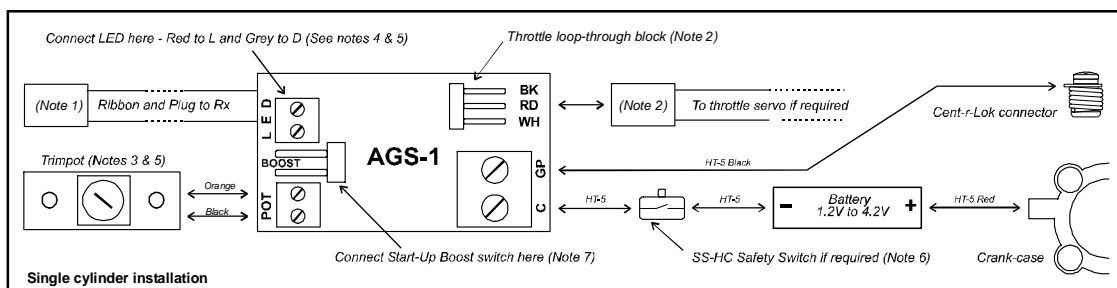 Connect LED here - Red to L and Grey to D (See notes 4 & 5)
Throttle loop-through block (Note 2)
(Note 1)
Ribbon and Plug to Rx
L E D
BK
RD
WH
(Note 2)
To throttle servo if required
Cent-r-Lok connector
BOOST
AGS-1
Trimpot (Notes 3 & 5)
Orange
Black
POT
GP
C
HT-5 Black
HT-5
HT-5
- Battery +
1.2V to 4.2V
HT-5 Red
Connect Start-Up Boost switch here (Note 7)
SS-HC Safety Switch if required (Note 6)
Crank-case
Single cylinder installation